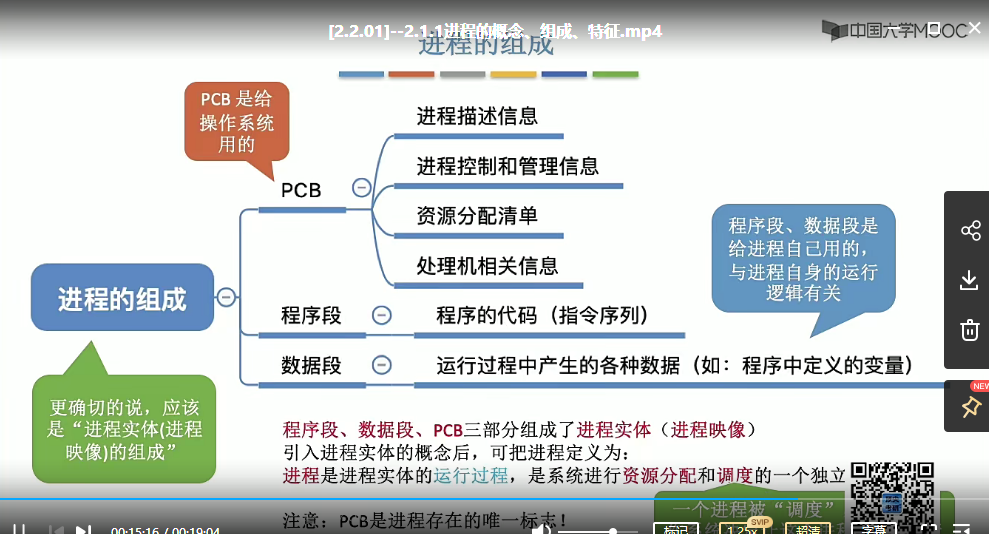 [2.2.01]--2.1.1进程的概念、组成、特征.mp4
中国大学MOOC
进程的组成
PCB 是给
操作系统
用的
进程描述信息
进程控制和管理信息
PCB
资源分配清单
处理机相关信息
程序段、数据段是
给进程自己用的，
与进程自身的运行
逻辑有关
进程的组成
程序段
程序的代码（指令序列）
数据段
运行过程中产生的各种数据（如：程序中定义的变量）
更确切的说，应该
是“进程实体(进程
映像)的组成”
程序段、数据段、PCB三部分组成了进程实体（进程映像）
引入进程实体的概念后，可把进程定义为：
进程是进程实体的运行过程，是系统进行资源分配和调度的一个独立
一个进程被“调度”
注意：PCB是进程存在的唯一标志！
NEW
00:15:16 / 00:19:04
标记
1.25x
SVIP
超清
字幕